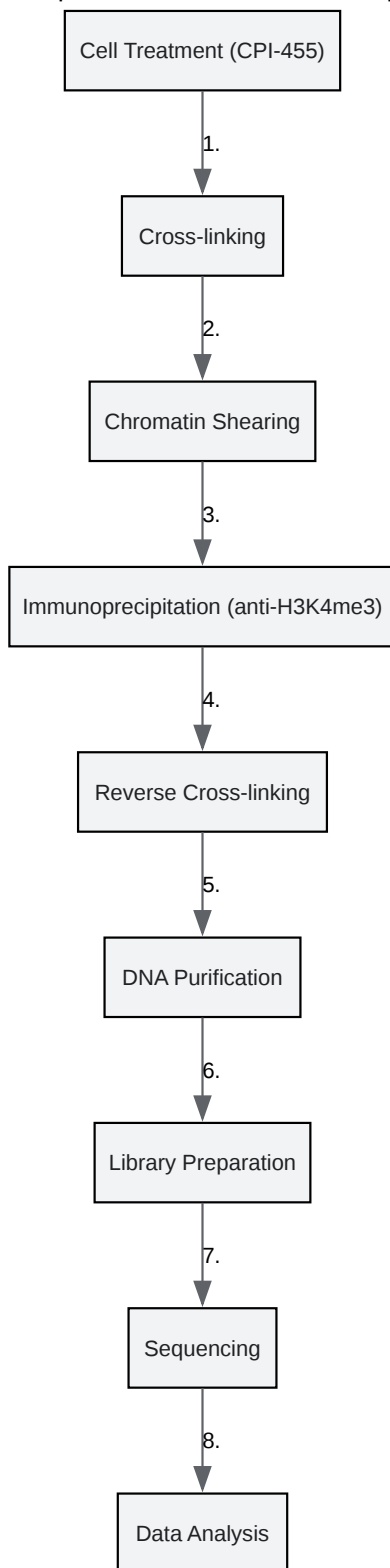 Cell Treatment (CPI-455)
1.
Cross-linking
2.
Chromatin Shearing
3.
Immunoprecipitation (anti-H3K4me3)
4.
Reverse Cross-linking
5.
DNA Purification
6.
Library Preparation
7.
Sequencing
8.
Data Analysis